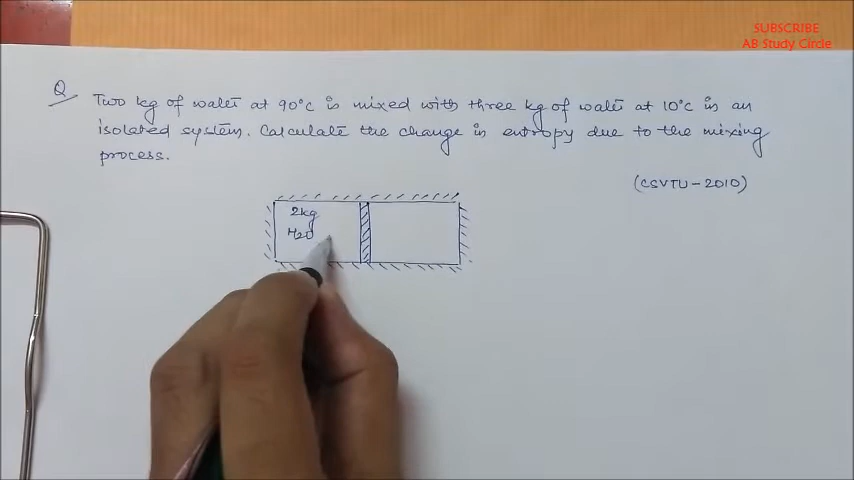 SUBSCRIBE
AB Study Circle
Q Two kg of water at 90°c is mixed with three kg of water at 10°c in an
isolated system. Calculate the change in entropy due to the mixing
process.
(CSVTU-2010)
2kg
H2O